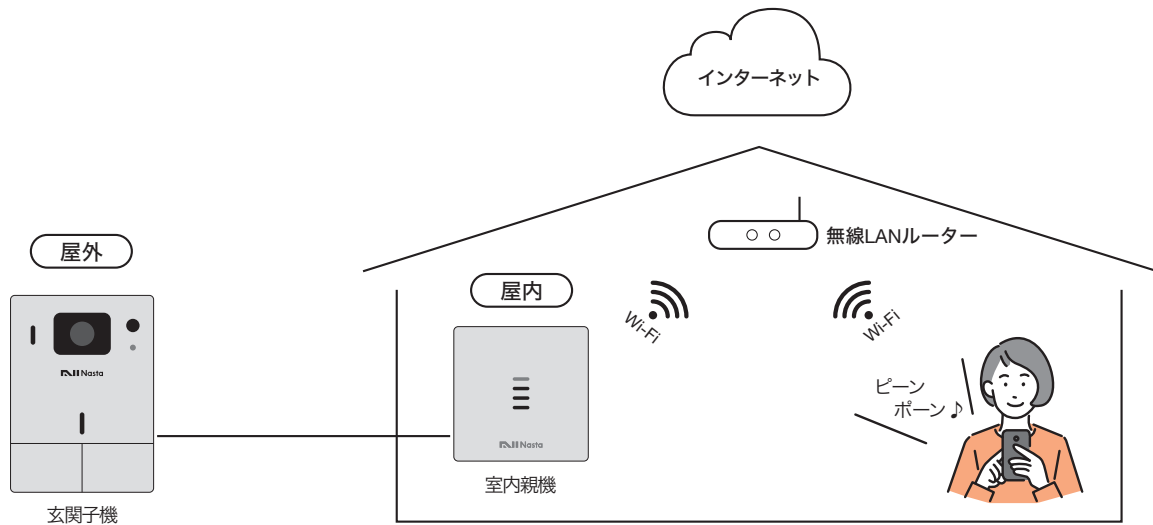 インターネット
無線LANルーター
屋外
屋内
Wi-Fi
Wi-Fi
Nasta
ピーン
ポーン♪
Nasta
室内親機
玄関子機